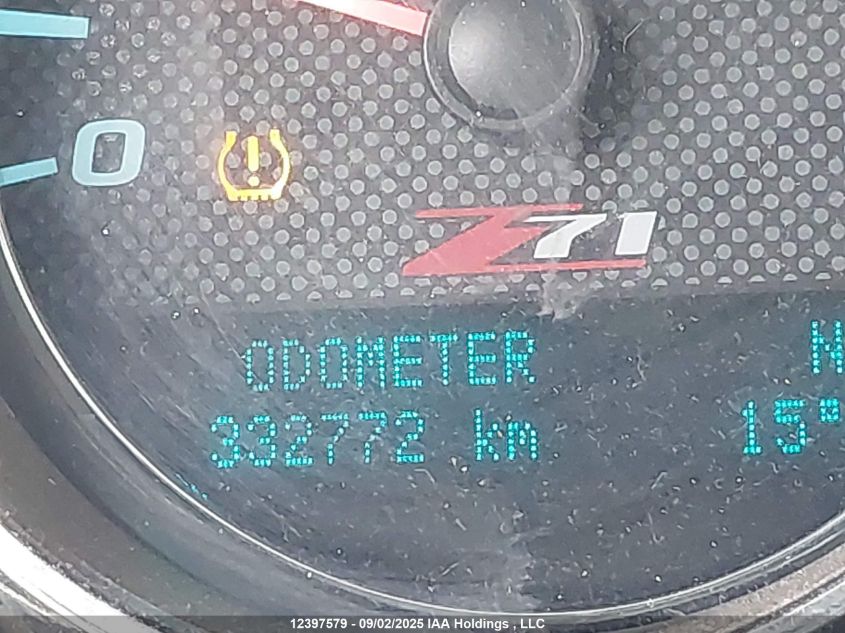 0
Z71
ODOMETER N
332772 km 15°
12397579 - 09/02/2025 IAA Holdings , LLC